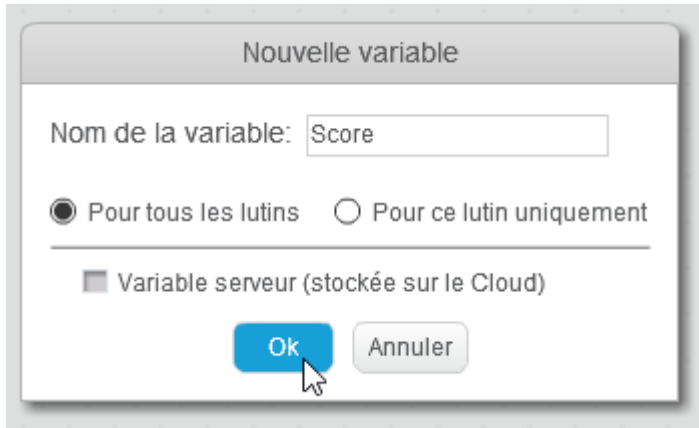 Nouvelle variable
Nom de la variable: Score
Pour tous les lutins Pour ce lutin uniquement
Variable serveur (stockée sur le Cloud)
Ok Annuler